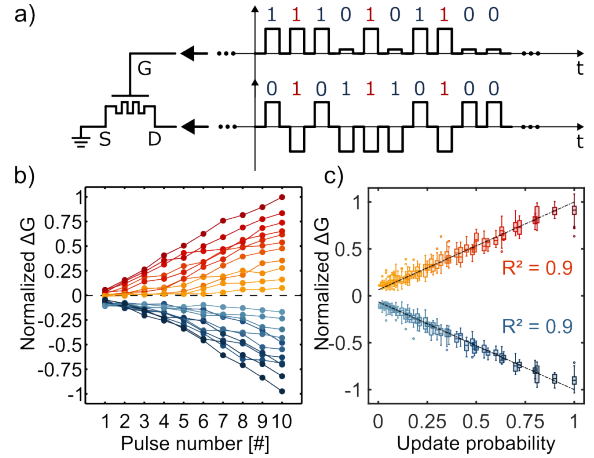 a)
1 1 1 0 1 0 1 0 0
G
S D
t
0 1 0 1 1 1 0 1 0 0
t
b)
Normalized ΔG
1
0.75
0.5
0.25
0
-0.25
-0.5
-0.75
-1
1 2 3 4 5 6 7 8 9 10
Pulse number [#]
c)
Normalized ΔG
1
0.5
0
-0.5
-1
R² = 0.9
R² = 0.9
0 0.25 0.5 0.75 1
Update probability